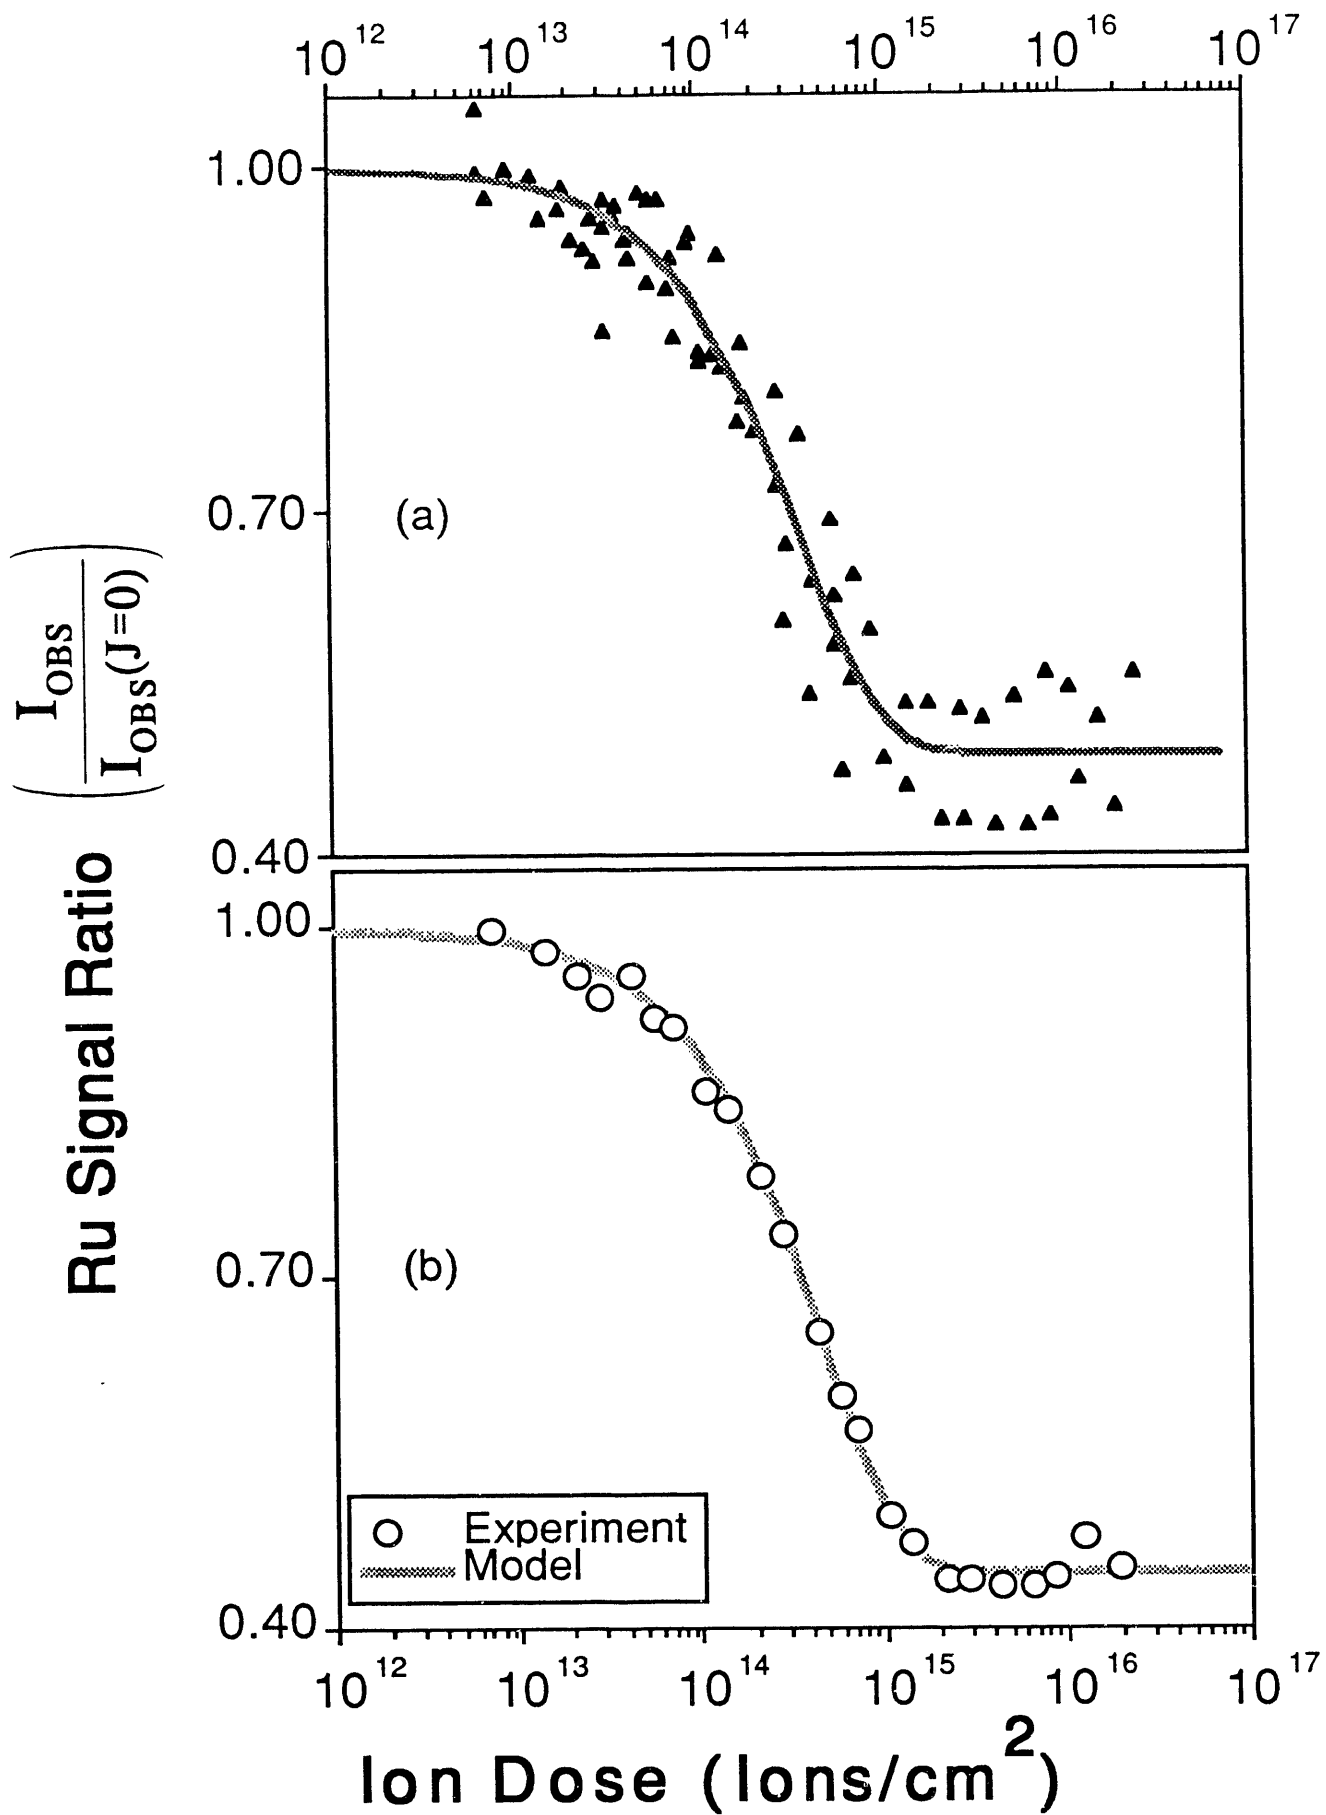 10^12 10^13 10^14 10^15 10^16 10^17
1.00
0.70
(a)
0.40
I_OBS
I_OBS(J=0)
Ru Signal Ratio
1.00
0.70
(b)
Experiment
Model
0.40
10^12 10^13 10^14 10^15 10^16 10^17
Ion Dose (Ions/cm^2)